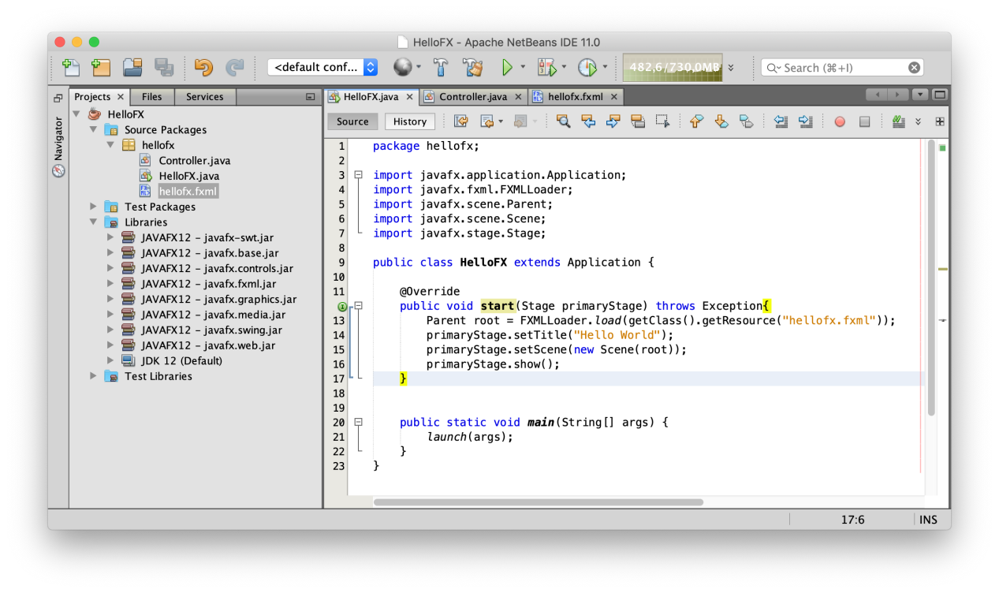 HelloFX - Apache NetBeans IDE 11.0
<default conf...
482,6/730,0MB
Search (⌘+I)
Projects
Files
Services
Navigator
HelloFX
Source Packages
hellofx
Controller.java
HelloFX.java
hellofx.fxml
Test Packages
Libraries
JAVAFX12 - javafx-swt.jar
JAVAFX12 - javafx.base.jar
JAVAFX12 - javafx.controls.jar
JAVAFX12 - javafx.fxml.jar
JAVAFX12 - javafx.graphics.jar
JAVAFX12 - javafx.media.jar
JAVAFX12 - javafx.swing.jar
JAVAFX12 - javafx.web.jar
JDK 12 (Default)
Test Libraries
HelloFX.java
Controller.java
hellofx.fxml
Source
History
1 package hellofx;
2
3 import javafx.application.Application;
4 import javafx.fxml.FXMLLoader;
5 import javafx.scene.Parent;
6 import javafx.scene.Scene;
7 import javafx.stage.Stage;
8
9 public class HelloFX extends Application {
10
11     @Override
    public void start(Stage primaryStage) throws Exception{
13         Parent root = FXMLLoader.load(getClass().getResource("hellofx.fxml"));
14         primaryStage.setTitle("Hello World");
15         primaryStage.setScene(new Scene(root));
16         primaryStage.show();
17     }
18
19
20     public static void main(String[] args) {
21         launch(args);
22     }
23 }
17:6
INS